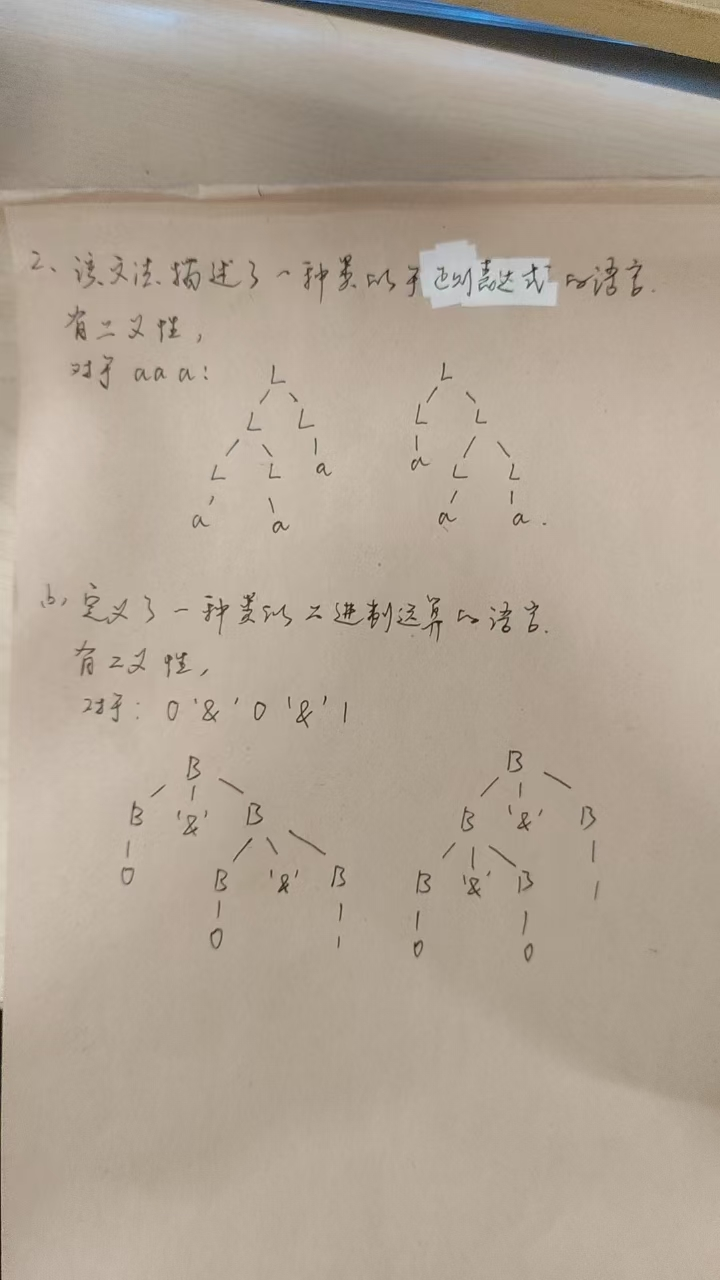 2、该文法描述了一种类似于正则表达式的语言.
有二义性,
对于 aaa:
L L
L L L L
L L a a L L
a a a a.
b, 定义了一种类似二进制运算的语言.
有二义性,
对于: 0 '&' 0 '&' 1
B B
B '&' B B '&' B
0 B '&' B B '&' B 1
0 1 0 0